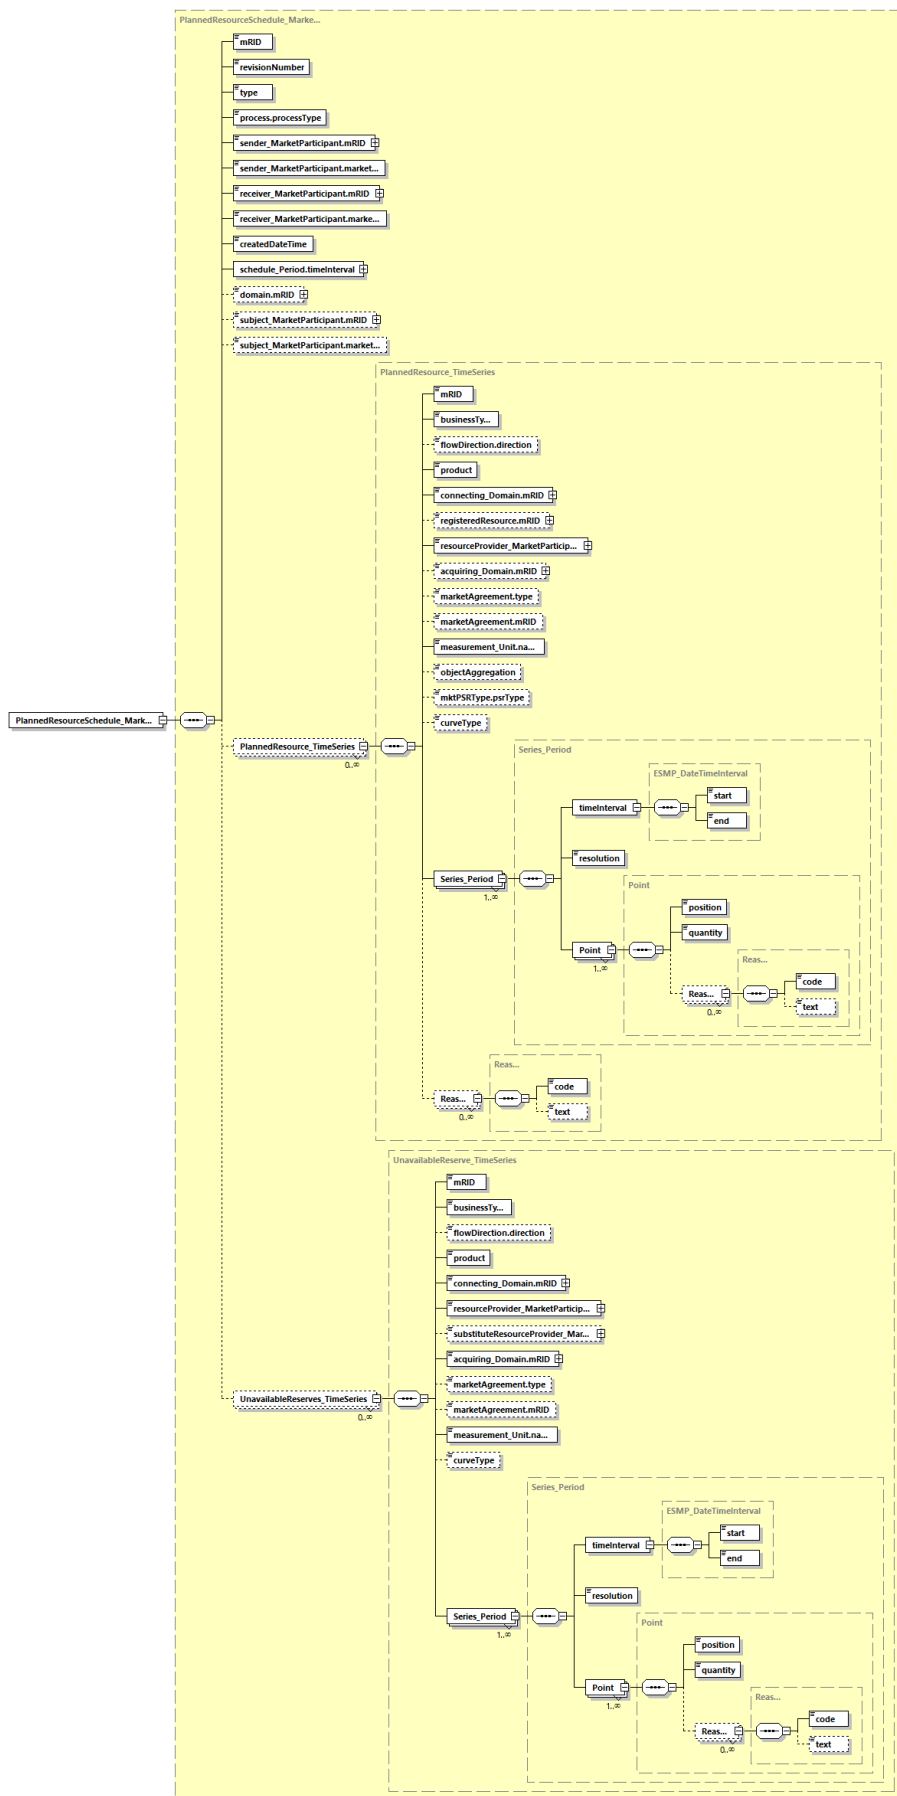 PlannedResourceSchedule_Marke...
mRID
revisionNumber
type
process.processType
sender_MarketParticipant.mRID
sender_MarketParticipant.market...
receiver_MarketParticipant.mRID
receiver_MarketParticipant.marke...
createdDateTime
schedule_Period.timeInterval
domain.mRID
subject_MarketParticipant.mRID
subject_MarketParticipant.market...
PlannedResource_TimeSeries
mRID
businessTy...
flowDirection.direction
product
connecting_Domain.mRID
registeredResource.mRID
resourceProvider_MarketParticip...
acquiring_Domain.mRID
marketAgreement.type
marketAgreement.mRID
measurement_Unit.na...
objectAggregation
mktPSRType.psrType
PlannedResourceSchedule_Mark...
curveType
PlannedResource_TimeSeries
0..∞
Series_Period
ESMP_DateTimeInterval
start
timeInterval
end
resolution
Series_Period
1..∞
Point
position
quantity
Point
1..∞
Reas...
code
Reas...
0..∞
text
Reas...
code
Reas...
0..∞
text
UnavailableReserve_TimeSeries
mRID
businessTy...
flowDirection.direction
product
connecting_Domain.mRID
resourceProvider_MarketParticip...
substituteResourceProvider_Mar...
acquiring_Domain.mRID
marketAgreement.type
UnavailableReserves_TimeSeries
0..∞
marketAgreement.mRID
measurement_Unit.na...
curveType
Series_Period
ESMP_DateTimeInterval
start
timeInterval
end
resolution
Series_Period
1..∞
Point
position
quantity
Point
1..∞
Reas...
code
Reas...
0..∞
text